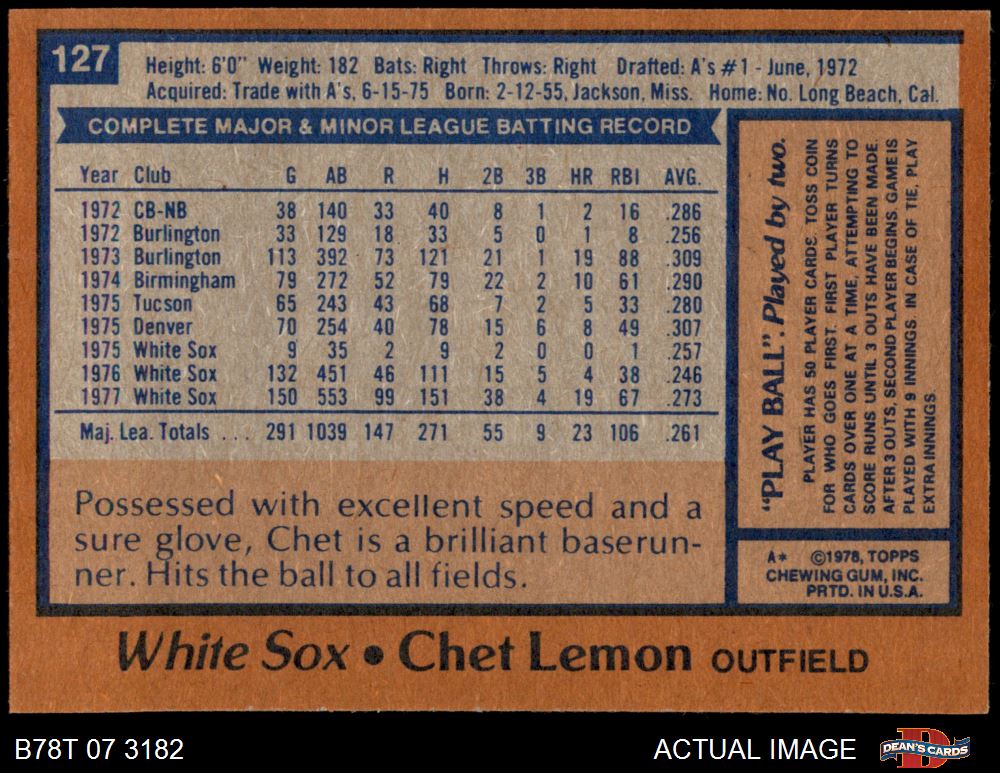 127
Height: 6'0" Weight: 182 Bats: Right Throws: Right Drafted: A's #1 - June, 1972
Acquired: Trade with A's, 6-15-75 Born: 2-12-55, Jackson, Miss. Home: No. Long Beach, Cal.
COMPLETE MAJOR & MINOR LEAGUE BATTING RECORD
Year Club G AB R H 2B 3B HR RBI AVG.
1972 CB-NB 38 140 33 40 8 1 2 16 .286
1972 Burlington 33 129 18 33 5 0 1 8 .256
1973 Burlington 113 392 73 121 21 1 19 88 .309
1974 Birmingham 79 272 52 79 22 2 10 61 .290
1975 Tucson 65 243 43 68 7 2 5 33 .280
1975 Denver 70 254 40 78 15 6 8 49 .307
1975 White Sox 9 35 2 9 2 0 0 1 .257
1976 White Sox 132 451 46 111 15 5 4 38 .246
1977 White Sox 150 553 99 151 38 4 19 67 .273
Maj. Lea. Totals ... 291 1039 147 271 55 9 23 106 .261
Possessed with excellent speed and a
sure glove, Chet is a brilliant baserun-
ner. Hits the ball to all fields.
"PLAY BALL". Played by two.
PLAYER HAS 50 PLAYER CARDS. TOSS COIN
FOR WHO GOES FIRST. FIRST PLAYER TURNS
CARDS OVER ONE AT A TIME, ATTEMPTING TO
SCORE RUNS UNTIL 3 OUTS HAVE BEEN MADE.
AFTER 3 OUTS, SECOND PLAYER BEGINS. GAME IS
PLAYED WITH 9 INNINGS. IN CASE OF TIE, PLAY
EXTRA INNINGS.
A* ©1978, TOPPS
CHEWING GUM, INC.
PRTD. IN U.S.A.
White Sox • Chet Lemon OUTFIELD
B78T 07 3182
ACTUAL IMAGE
DEAN'S CARDS